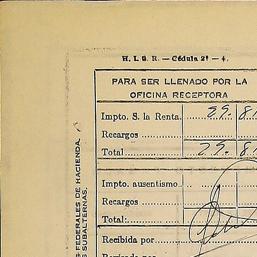 H. I. S. R. — Cédula 2ª — 4.
PARA SER LLENADO POR LA
OFICINA RECEPTORA
Impto. S. la Renta.
Recargos
Total
Impto. ausentismo
Recargos
Total:
Recibida por
S FEDERALES DE HACIENDA.
S SUBALTERNAS.